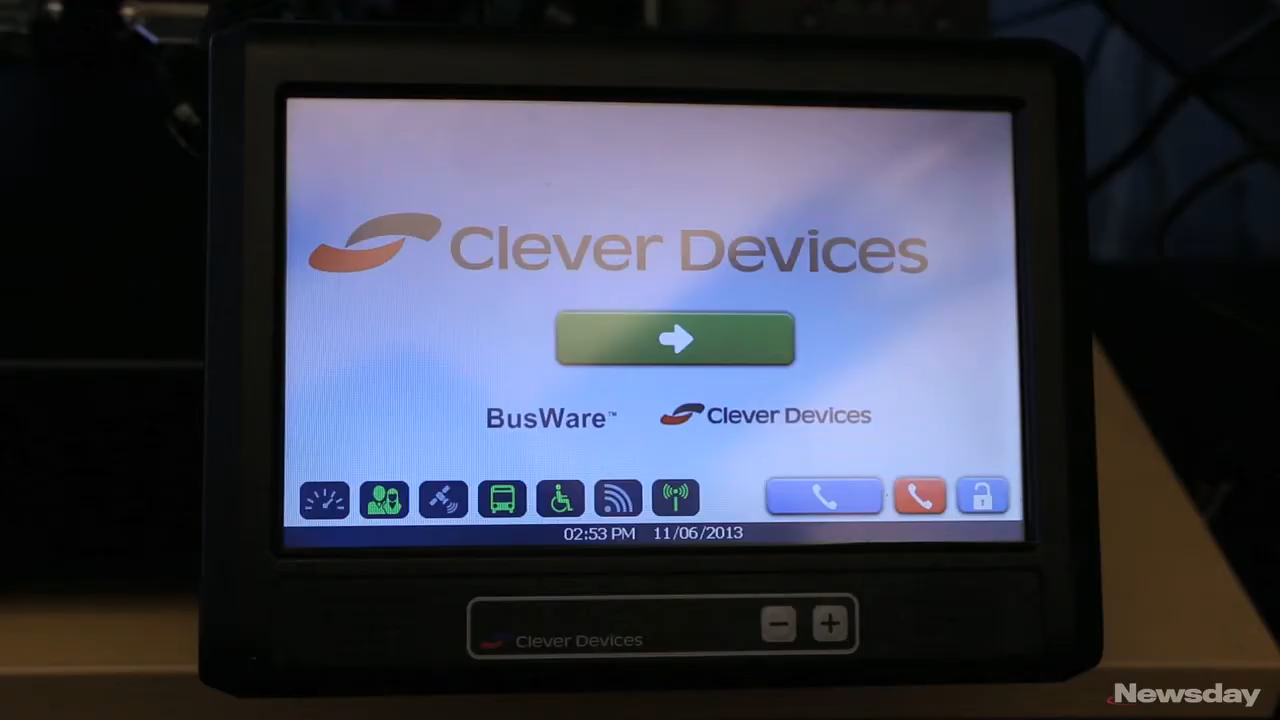 Clever Devices
BusWare™ Clever Devices
02:53 PM 11/06/2013
Clever Devices
Newsday